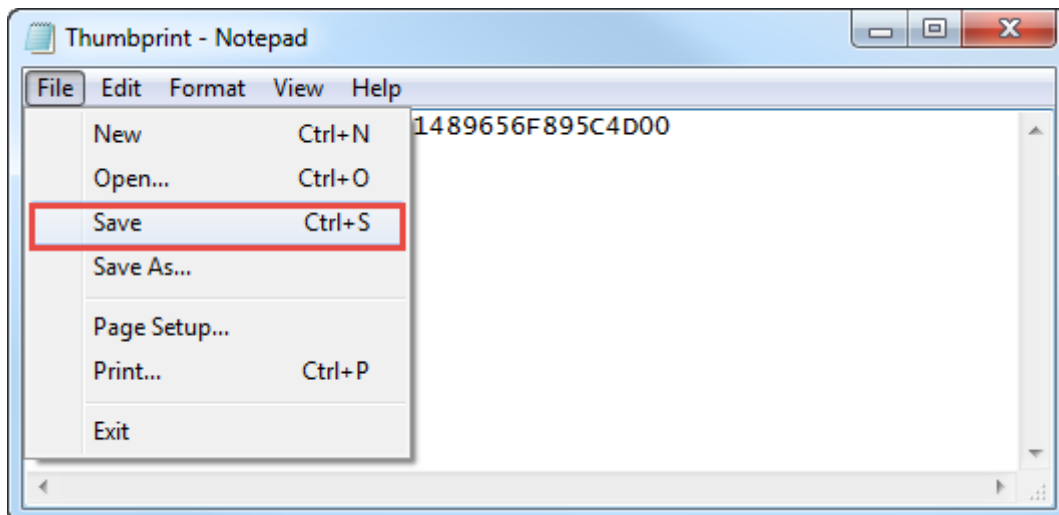 Thumbprint - Notepad
File Edit Format View Help
1489656F895C4D00
New Ctrl+N
Open... Ctrl+O
Save Ctrl+S
Save As...
Page Setup...
Print... Ctrl+P
Exit